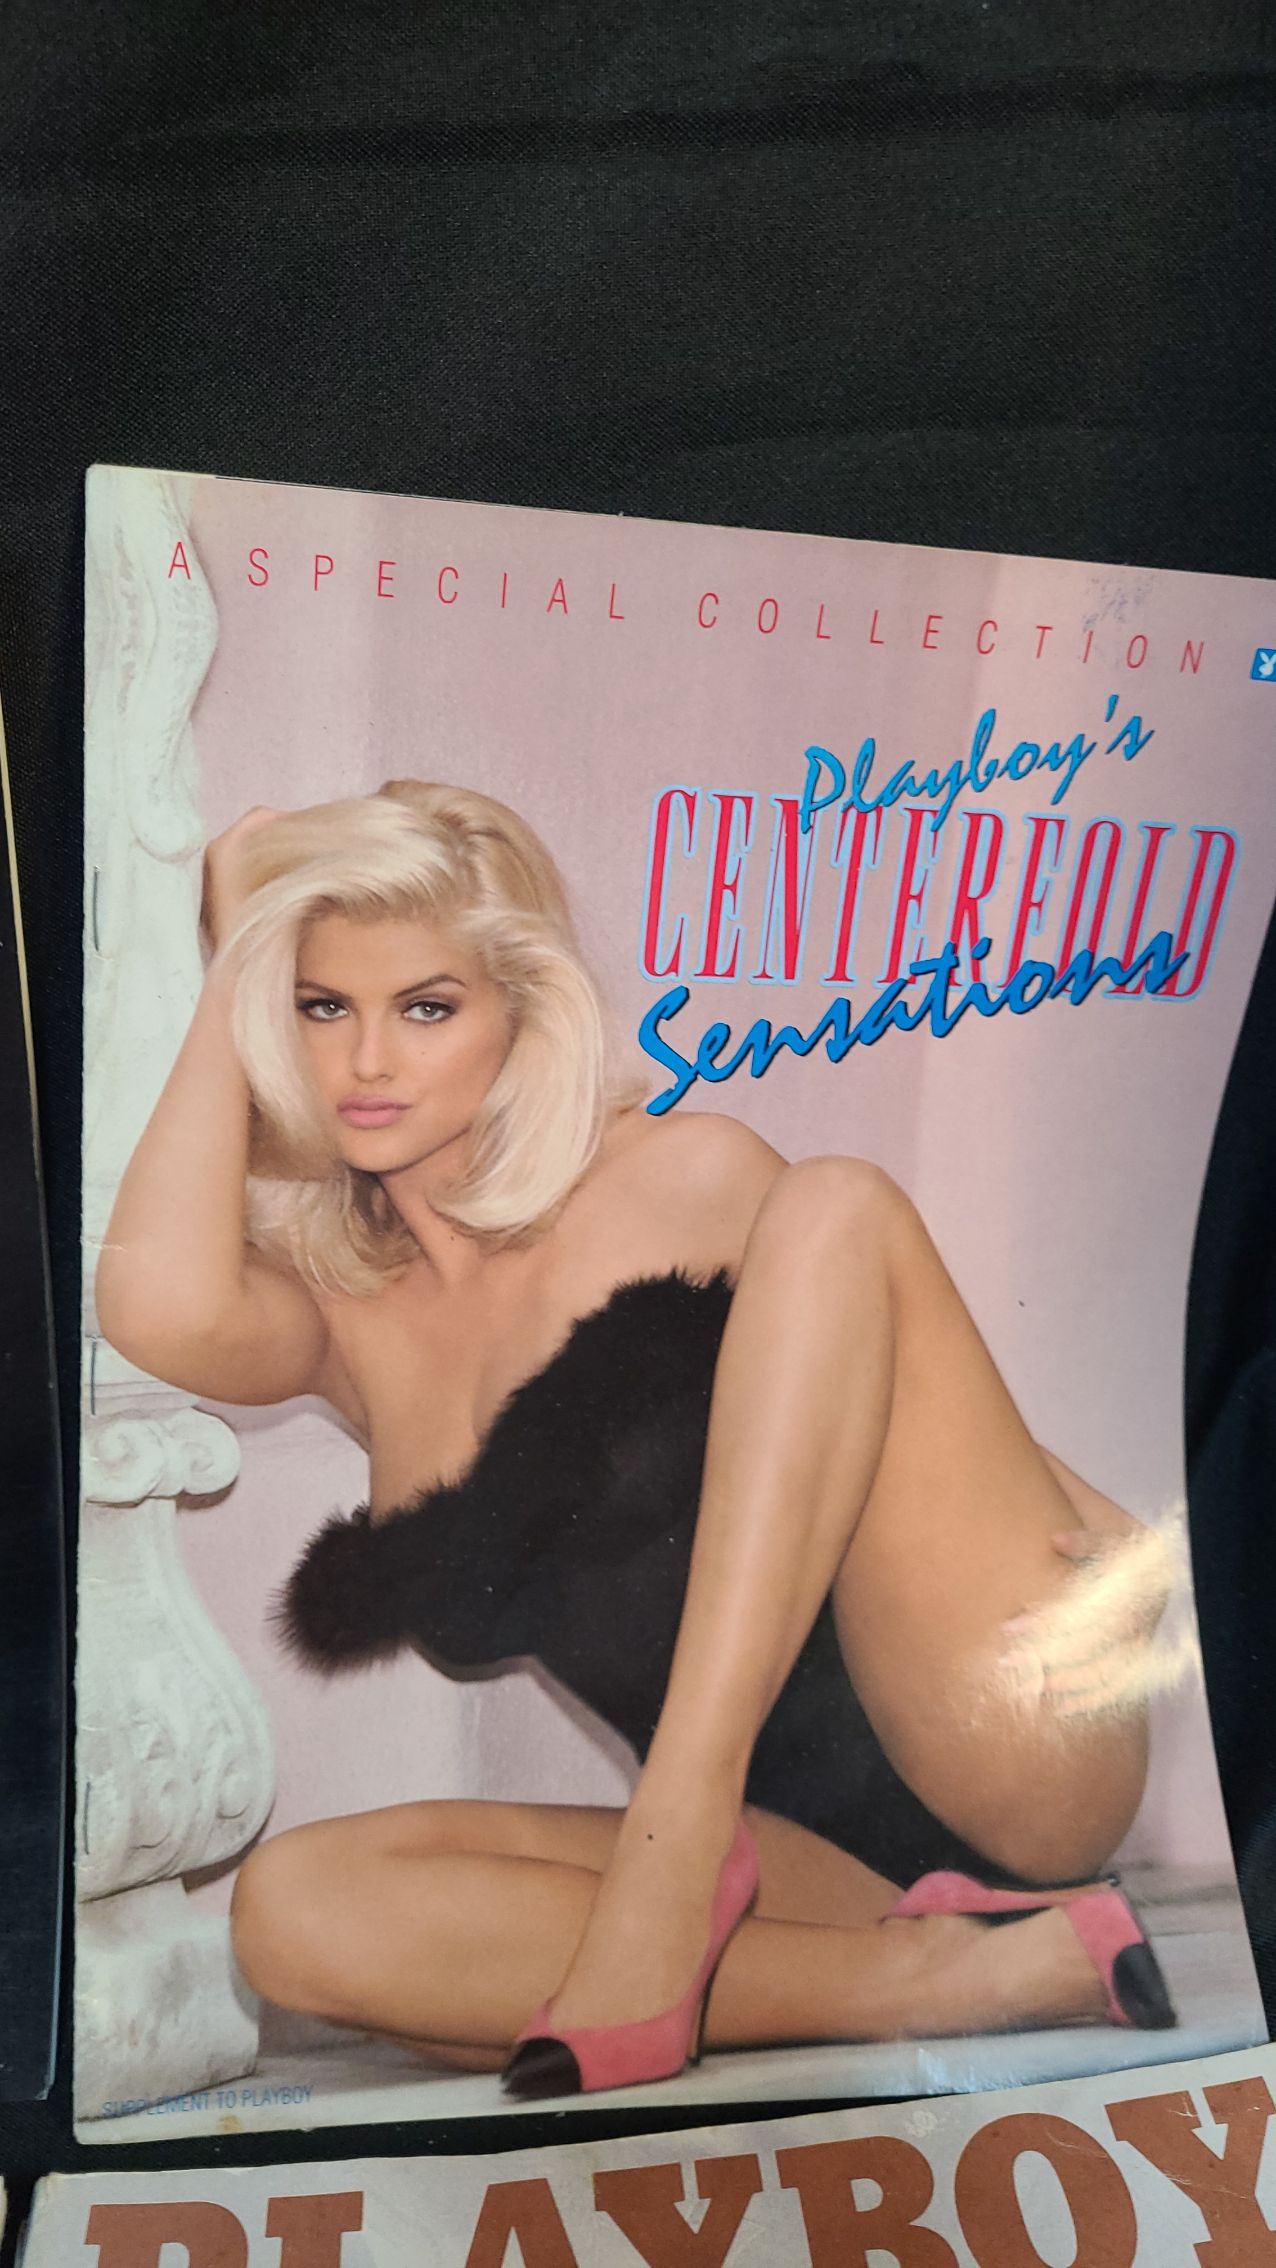 A SPECIAL COLLECTION
Playboy's
CENTERFOLD
Sensations
SUPPLEMENT TO PLAYBOY
PLAYBOY